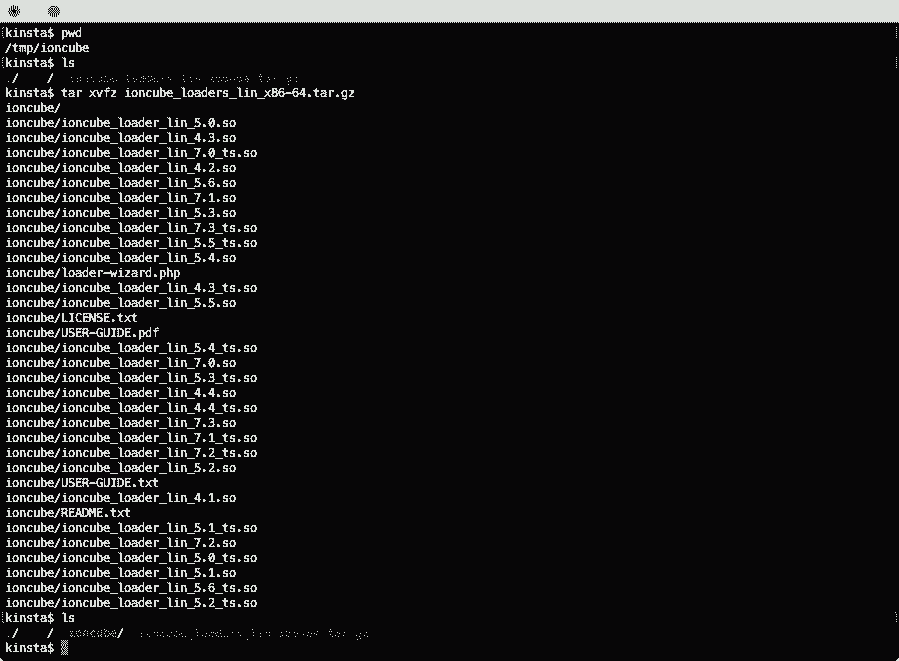 kinsta$ pwd
/tmp/ioncube
kinsta$ ls
./ /
kinsta$ tar xvfz ioncube_loaders_lin_x86-64.tar.gz
ioncube/
ioncube/ioncube_loader_lin_5.0.so
ioncube/ioncube_loader_lin_4.3.so
ioncube/ioncube_loader_lin_7.0_ts.so
ioncube/ioncube_loader_lin_4.2.so
ioncube/ioncube_loader_lin_5.6.so
ioncube/ioncube_loader_lin_7.1.so
ioncube/ioncube_loader_lin_5.3.so
ioncube/ioncube_loader_lin_7.3_ts.so
ioncube/ioncube_loader_lin_5.5_ts.so
ioncube/ioncube_loader_lin_5.4.so
ioncube/loader-wizard.php
ioncube/ioncube_loader_lin_4.3_ts.so
ioncube/ioncube_loader_lin_5.5.so
ioncube/LICENSE.txt
ioncube/USER-GUIDE.pdf
ioncube/ioncube_loader_lin_5.4_ts.so
ioncube/ioncube_loader_lin_7.0.so
ioncube/ioncube_loader_lin_5.3_ts.so
ioncube/ioncube_loader_lin_4.4.so
ioncube/ioncube_loader_lin_4.4_ts.so
ioncube/ioncube_loader_lin_7.3.so
ioncube/ioncube_loader_lin_7.1_ts.so
ioncube/ioncube_loader_lin_7.2_ts.so
ioncube/ioncube_loader_lin_5.2.so
ioncube/USER-GUIDE.txt
ioncube/ioncube_loader_lin_4.1.so
ioncube/README.txt
ioncube/ioncube_loader_lin_5.1_ts.so
ioncube/ioncube_loader_lin_7.2.so
ioncube/ioncube_loader_lin_5.0_ts.so
ioncube/ioncube_loader_lin_5.1.so
ioncube/ioncube_loader_lin_5.6_ts.so
ioncube/ioncube_loader_lin_5.2_ts.so
kinsta$ ls
./ / ioncube/
kinsta$